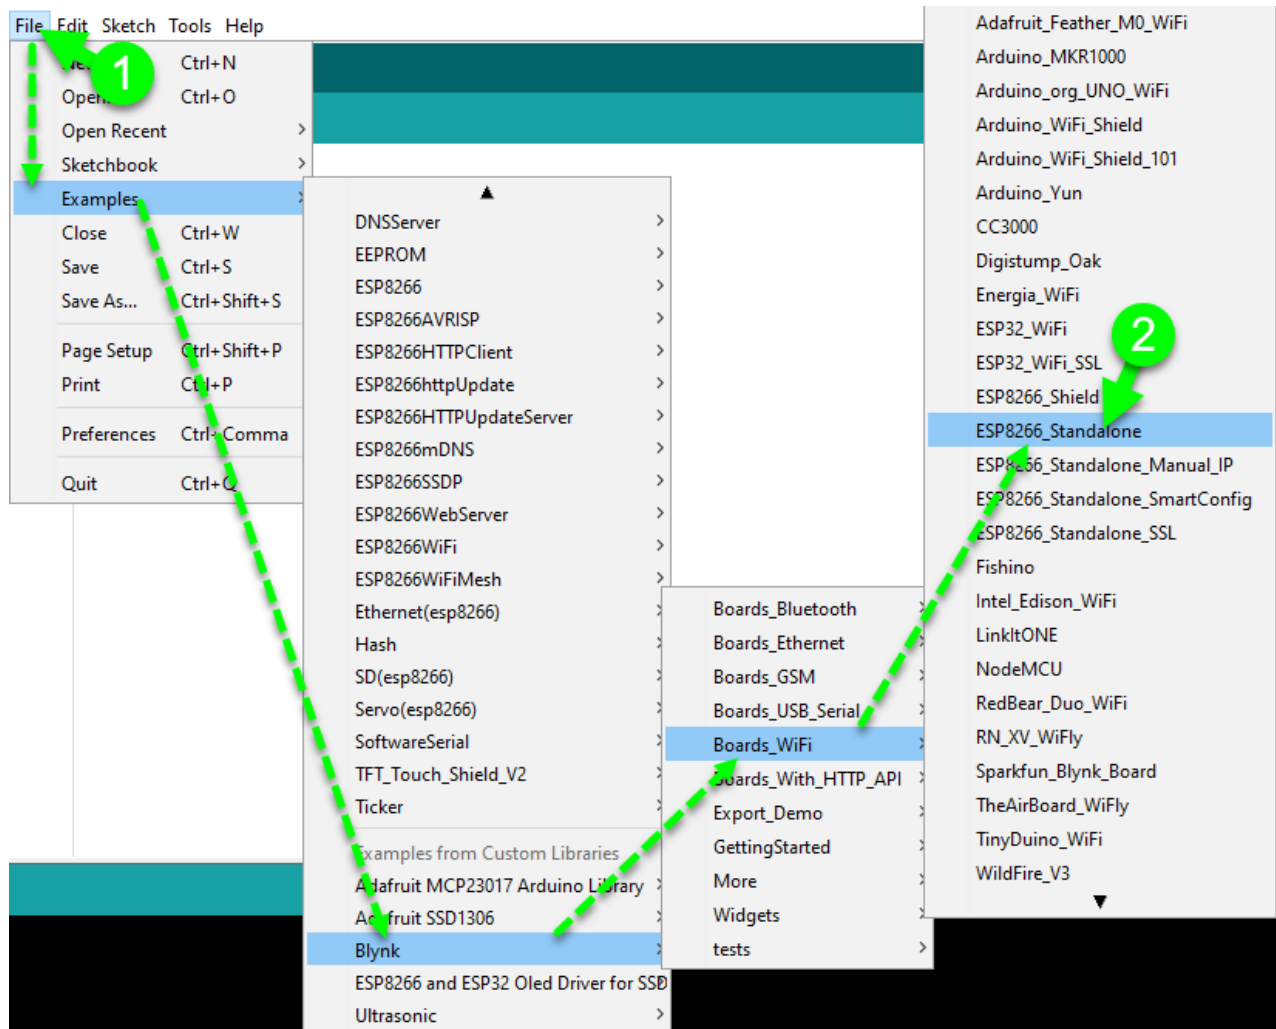 File Edit Sketch Tools Help
1
Ctrl+N
Open... Ctrl+O
Open Recent
Sketchbook
Examples
Close Ctrl+W
Save Ctrl+S
Save As... Ctrl+Shift+S
Page Setup Ctrl+Shift+P
Print Ctrl+P
Preferences Ctrl+Comma
Quit Ctrl+Q
DNSServer
EEPROM
ESP8266
ESP8266AVRISP
ESP8266HTTPClient
ESP8266httpUpdate
ESP8266HTTPUpdateServer
ESP8266mDNS
ESP8266SSDP
ESP8266WebServer
ESP8266WiFi
ESP8266WiFiMesh
Ethernet(esp8266)
Hash
SD(esp8266)
Servo(esp8266)
SoftwareSerial
TFT_Touch_Shield_V2
Ticker
Examples from Custom Libraries
Adafruit MCP23017 Arduino Library
Adafruit SSD1306
Blynk
ESP8266 and ESP32 Oled Driver for SSD
Ultrasonic
Boards_Bluetooth
Boards_Ethernet
Boards_GSM
Boards_USB_Serial
Boards_WiFi
Boards_With_HTTP_API
Export_Demo
GettingStarted
More
Widgets
tests
Adafruit_Feather_M0_WiFi
Arduino_MKR1000
Arduino_org_UNO_WiFi
Arduino_WiFi_Shield
Arduino_WiFi_Shield_101
Arduino_Yun
CC3000
Digistump_Oak
Energia_WiFi
ESP32_WiFi
2
ESP32_WiFi_SSL
ESP8266_Shield
ESP8266_Standalone
ESP8266_Standalone_Manual_IP
ESP8266_Standalone_SmartConfig
ESP8266_Standalone_SSL
Fishino
Intel_Edison_WiFi
LinkItONE
NodeMCU
RedBear_Duo_WiFi
RN_XV_WiFly
Sparkfun_Blynk_Board
TheAirBoard_WiFly
TinyDuino_WiFi
WildFire_V3